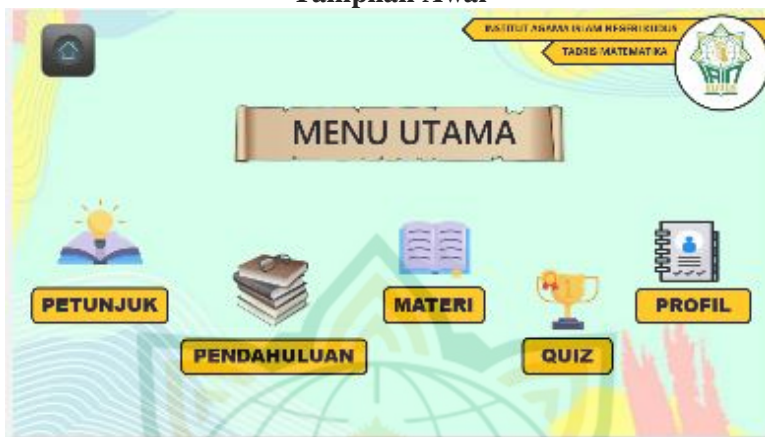 Tampilan Awal
INSTITUT AGAMA ISLAM NEGERI KUDUS
TADRIS MATEMATIKA
MENU UTAMA
PETUNJUK
MATERI
PROFIL
PENDAHULUAN
QUIZ